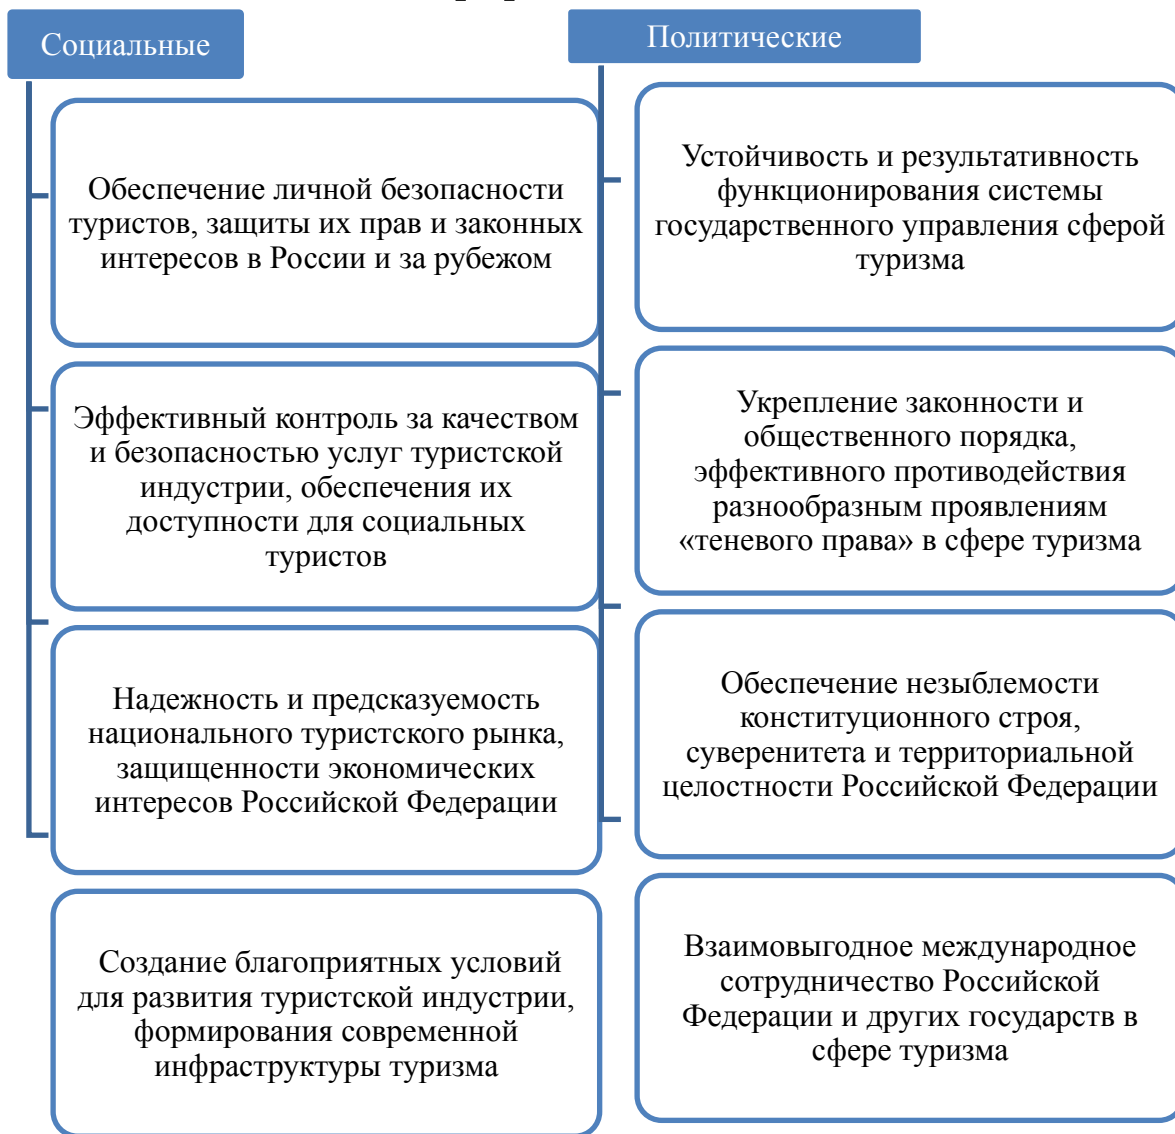 Социальные
Обеспечение личной безопасности
туристов, защиты их прав и законных
интересов в России и за рубежом
Эффективный контроль за качеством
и безопасностью услуг туристской
индустрии, обеспечения их
доступности для социальных
туристов
Надежность и предсказуемость
национального туристского рынка,
защищенности экономических
интересов Российской Федерации
Создание благоприятных условий
для развития туристской индустрии,
формирования современной
инфраструктуры туризма
Политические
Устойчивость и результативность
функционирования системы
государственного управления сферой
туризма
Укрепление законности и
общественного порядка,
эффективного противодействия
разнообразным проявлениям
«теневого права» в сфере туризма
Обеспечение незыблемости
конституционного строя,
суверенитета и территориальной
целостности Российской Федерации
Взаимовыгодное международное
сотрудничество Российской
Федерации и других государств в
сфере туризма